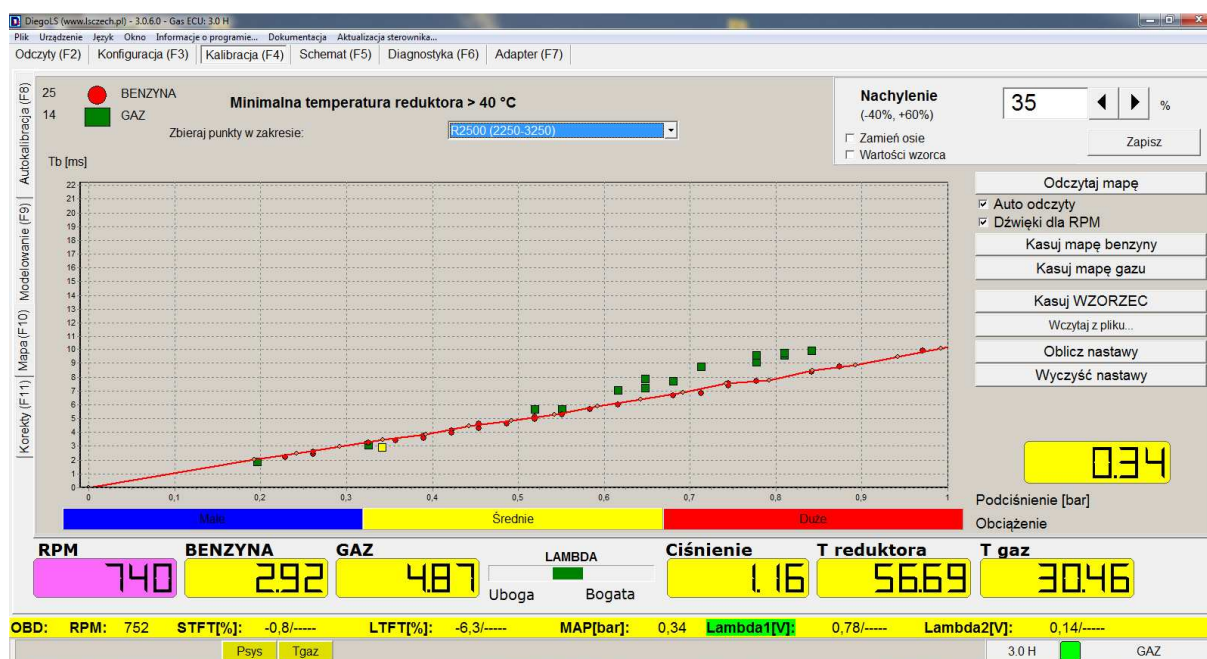 DiegoLS (www.lsczech.pl) - 3.0.6.0 - Gas ECU: 3.0 H
Plik Urządzenie Język Okno Informacje o programie... Dokumentacja Aktualizacja sterownika...
Odczyty (F2) Konfiguracja (F3) Kalibracja (F4) Schemat (F5) Diagnostyka (F6) Adapter (F7)
Autokalibracja (F8)
Modelowanie (F9)
Mapa (F10)
Korekty (F11)
25 BENZYNA
14 GAZ
Minimalna temperatura reduktora > 40 °C
Zbieraj punkty w zakresie: R2500 (2250-3250)
Nachylenie
(-40%, +60%)
35 %
Zamień osie
Wartości wzorca
Zapisz
Tb [ms]
22
21
20
19
18
17
16
15
14
13
12
11
10
9
8
7
6
5
4
3
2
1
0
0 0,1 0,2 0,3 0,4 0,5 0,6 0,7 0,8 0,9 1
Małe Średnie Duże
Odczytaj mapę
Auto odczyty
Dźwięki dla RPM
Kasuj mapę benzyny
Kasuj mapę gazu
Kasuj WZORZEC
Wczytaj z pliku...
Oblicz nastawy
Wyczyść nastawy
0.34
Podciśnienie [bar]
Obciążenie
RPM BENZYNA GAZ LAMBDA Ciśnienie T reduktora T gaz
740 2.92 4.87 1.16 56.69 30.46
Uboga Bogata
OBD: RPM: 752 STFT[%]: -0,8/----- LTFT[%]: -6,3/----- MAP[bar]: 0,34 Lambda1[V]: 0,78/----- Lambda2[V]: 0,14/-----
Psys Tgaz 3.0 H GAZ